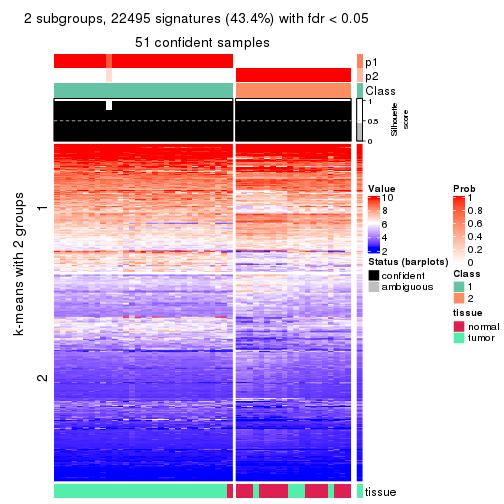 2 subgroups, 22495 signatures (43.4%) with fdr < 0.05
51 confident samples
p1
p2
Class
1
0.5
0
Silhouette
score
k-means with 2 groups
1
2
tissue
Value
10
8
6
4
2
Status (barplots)
confident
ambiguous
Prob
1
0.8
0.6
0.4
0.2
0
Class
1
2
tissue
normal
tumor